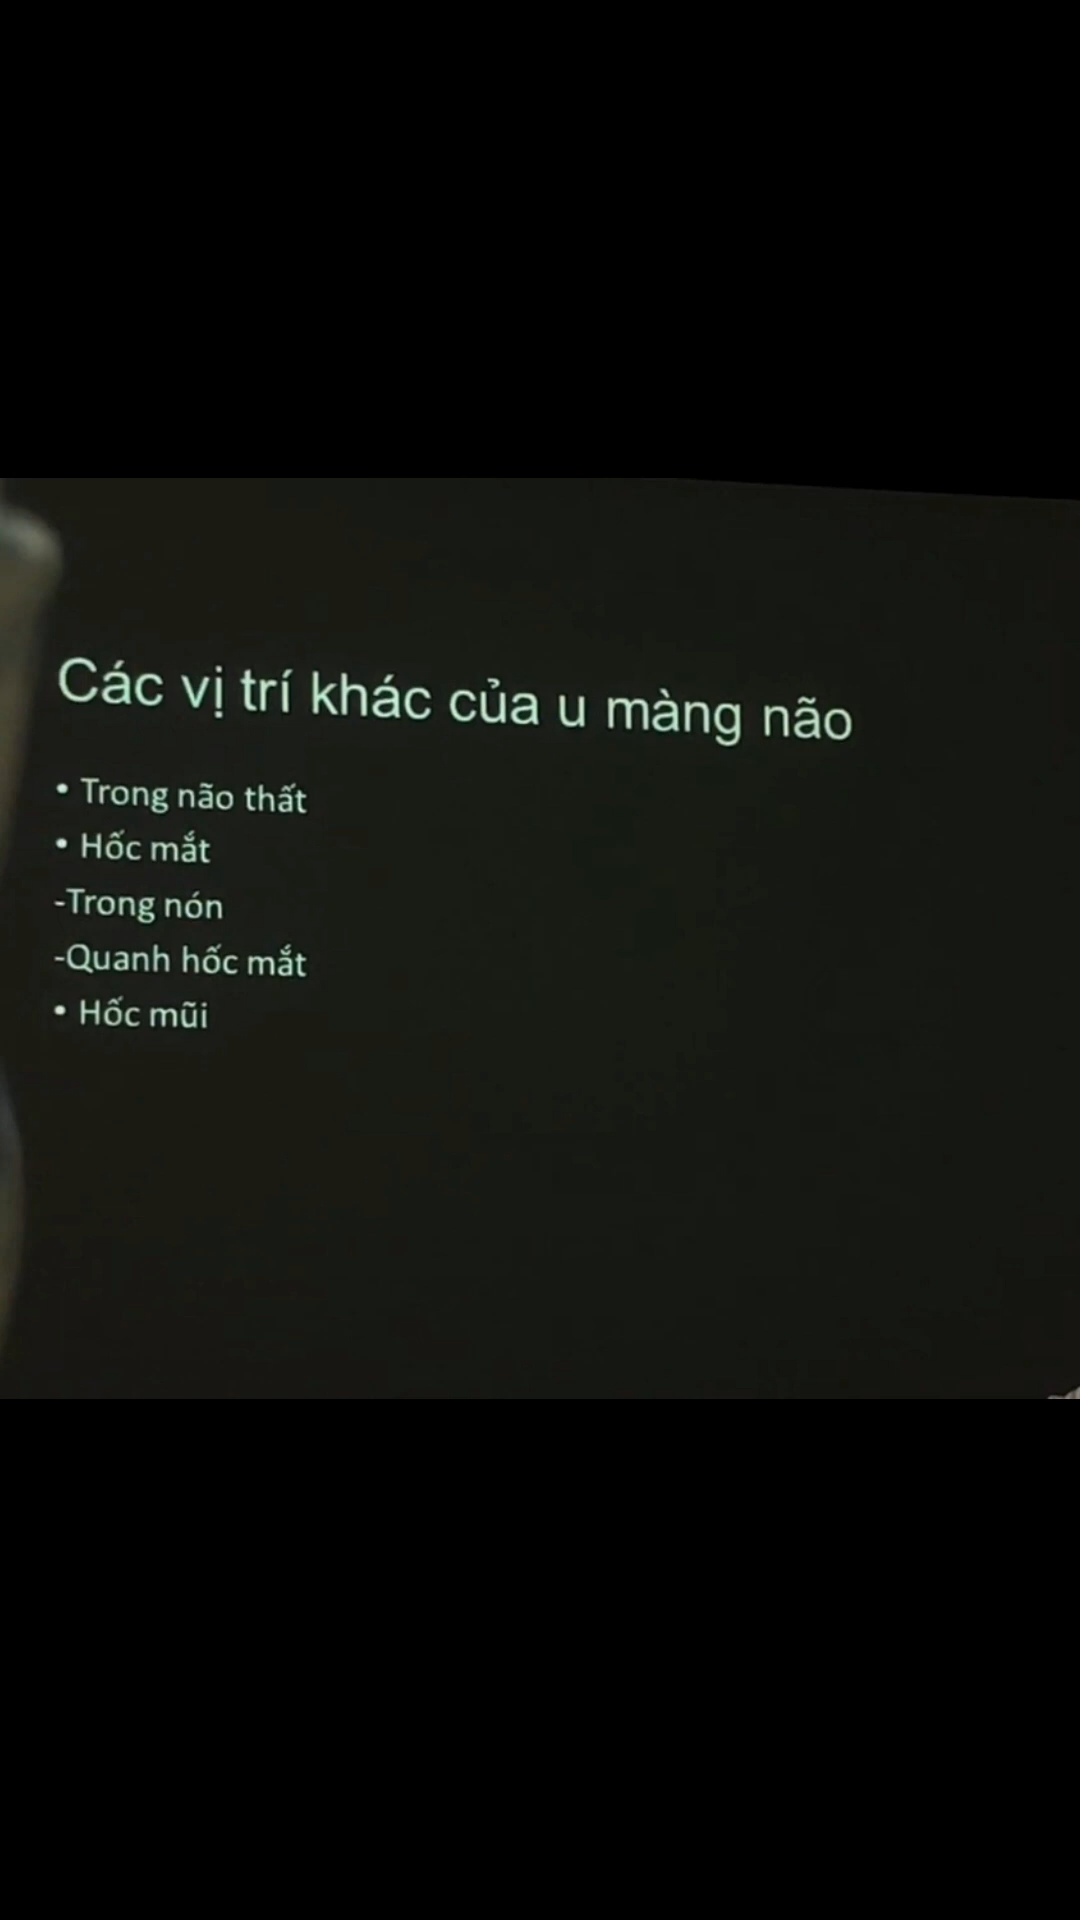 Các vị trí khác của u màng não
• Trong não thất
• Hốc mắt
-Trong nón
-Quanh hốc mắt
• Hốc mũi